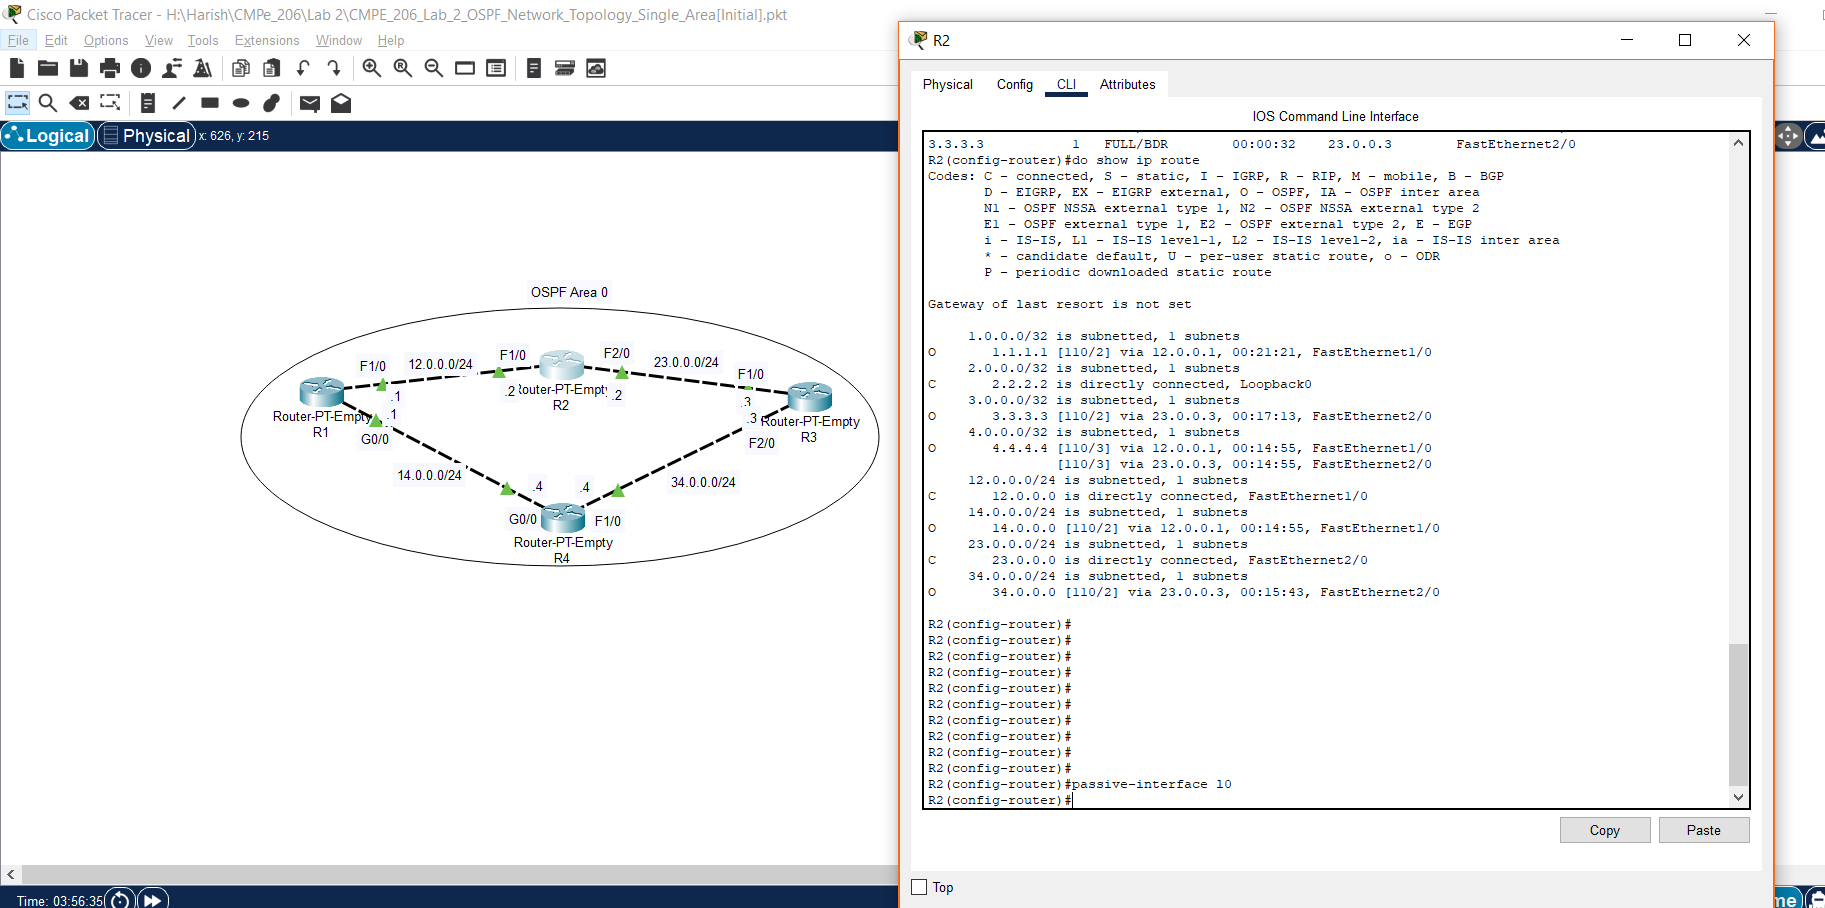 Cisco Packet Tracer - H:\Harish\CMPe_206\Lab 2\CMPE_206_Lab_2_OSPF_Network_Topology_Single_Area[Initial].pkt
File Edit Options View Tools Extensions Window Help
Logical Physical x: 626, y: 215
OSPF Area 0
F1/0 12.0.0.0/24 F1/0 F2/0 23.0.0.0/24 F1/0
.1 .2 Router-PT-Empty .2 .3
R2
Router-PT-Empty .1 .3 Router-PT-Empty
R1 R3
G0/0 F2/0
14.0.0.0/24 .4 .4 34.0.0.0/24
G0/0 F1/0
Router-PT-Empty
R4
Time: 03:56:35
R2
Physical Config CLI Attributes
IOS Command Line Interface
3.3.3.3 1 FULL/BDR 00:00:32 23.0.0.3 FastEthernet2/0
R2(config-router)#do show ip route
Codes: C - connected, S - static, I - IGRP, R - RIP, M - mobile, B - BGP
D - EIGRP, EX - EIGRP external, O - OSPF, IA - OSPF inter area
N1 - OSPF NSSA external type 1, N2 - OSPF NSSA external type 2
E1 - OSPF external type 1, E2 - OSPF external type 2, E - EGP
i - IS-IS, L1 - IS-IS level-1, L2 - IS-IS level-2, ia - IS-IS inter area
* - candidate default, U - per-user static route, o - ODR
P - periodic downloaded static route
Gateway of last resort is not set
1.0.0.0/32 is subnetted, 1 subnets
O 1.1.1.1 [110/2] via 12.0.0.1, 00:21:21, FastEthernet1/0
2.0.0.0/32 is subnetted, 1 subnets
C 2.2.2.2 is directly connected, Loopback0
3.0.0.0/32 is subnetted, 1 subnets
O 3.3.3.3 [110/2] via 23.0.0.3, 00:17:13, FastEthernet2/0
4.0.0.0/32 is subnetted, 1 subnets
O 4.4.4.4 [110/3] via 12.0.0.1, 00:14:55, FastEthernet1/0
[110/3] via 23.0.0.3, 00:14:55, FastEthernet2/0
12.0.0.0/24 is subnetted, 1 subnets
C 12.0.0.0 is directly connected, FastEthernet1/0
14.0.0.0/24 is subnetted, 1 subnets
O 14.0.0.0 [110/2] via 12.0.0.1, 00:14:55, FastEthernet1/0
23.0.0.0/24 is subnetted, 1 subnets
C 23.0.0.0 is directly connected, FastEthernet2/0
34.0.0.0/24 is subnetted, 1 subnets
O 34.0.0.0 [110/2] via 23.0.0.3, 00:15:43, FastEthernet2/0
R2(config-router)#
R2(config-router)#
R2(config-router)#
R2(config-router)#
R2(config-router)#
R2(config-router)#
R2(config-router)#
R2(config-router)#
R2(config-router)#
R2(config-router)#
R2(config-router)#passive-interface l0
R2(config-router)#
Copy Paste
Top